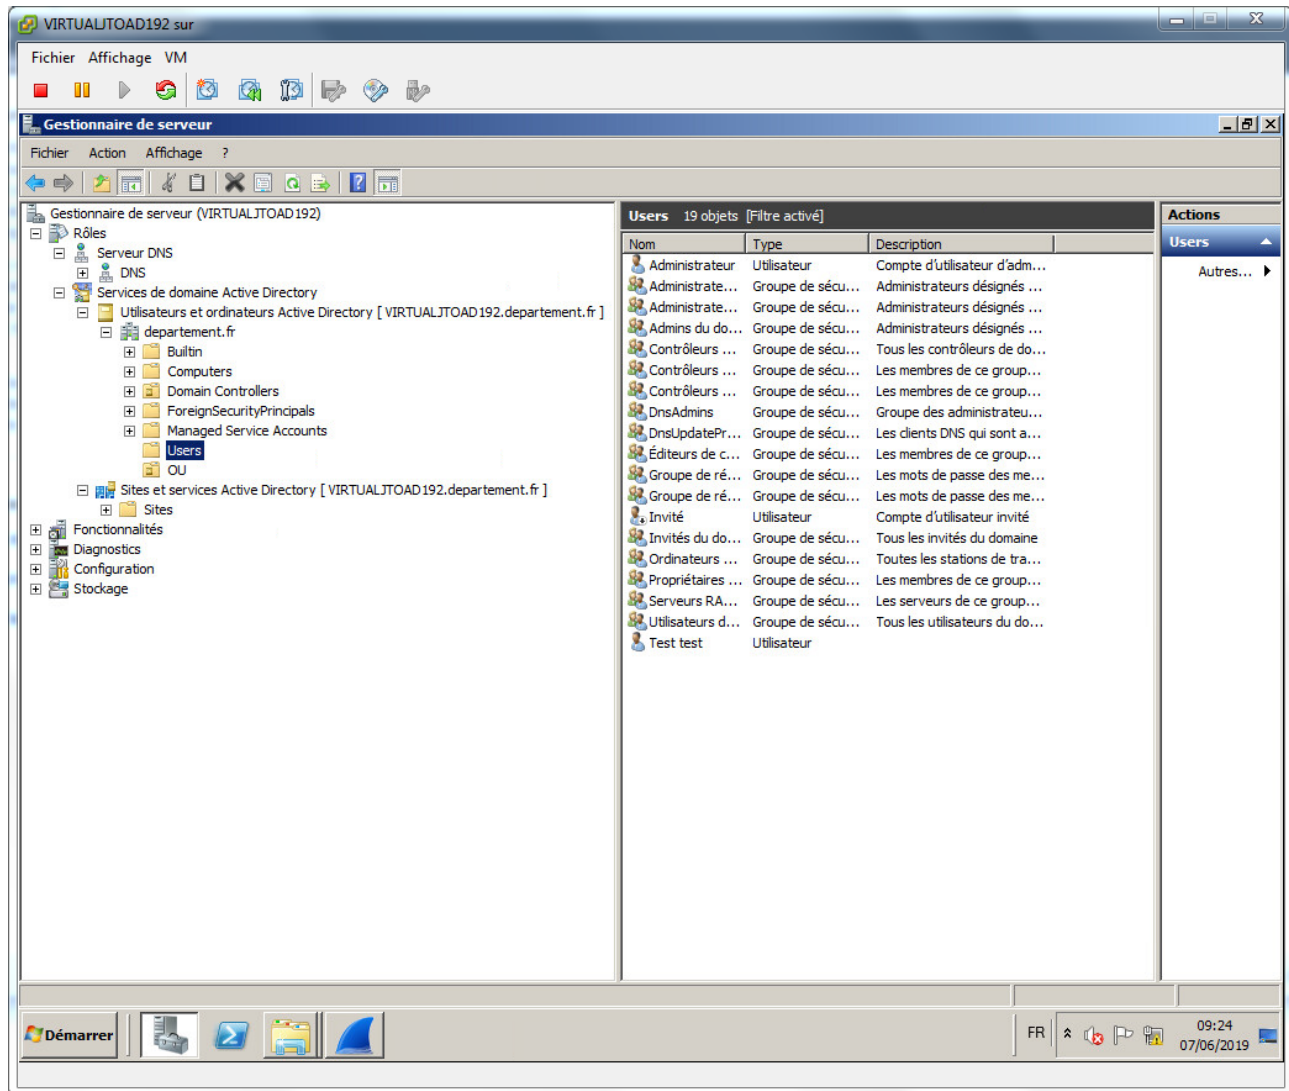 VIRTUALJTOAD192 sur
Fichier Affichage VM
Gestionnaire de serveur
Fichier Action Affichage ?
Gestionnaire de serveur (VIRTUALJTOAD192)
Rôles
Serveur DNS
DNS
Services de domaine Active Directory
Utilisateurs et ordinateurs Active Directory [ VIRTUALJTOAD192.departement.fr ]
departement.fr
Builtin
Computers
Domain Controllers
ForeignSecurityPrincipals
Managed Service Accounts
Users
OU
Sites et services Active Directory [ VIRTUALJTOAD192.departement.fr ]
Sites
Fonctionnalités
Diagnostics
Configuration
Stockage
Users 19 objets [Filtre activé]
Nom Type Description
Administrateur Utilisateur Compte d'utilisateur d'adm...
Administrate... Groupe de sécu... Administrateurs désignés ...
Administrate... Groupe de sécu... Administrateurs désignés ...
Admins du do... Groupe de sécu... Administrateurs désignés ...
Contrôleurs ... Groupe de sécu... Tous les contrôleurs de do...
Contrôleurs ... Groupe de sécu... Les membres de ce group...
Contrôleurs ... Groupe de sécu... Les membres de ce group...
DnsAdmins Groupe de sécu... Groupe des administrateu...
DnsUpdatePr... Groupe de sécu... Les clients DNS qui sont a...
Éditeurs de c... Groupe de sécu... Les membres de ce group...
Groupe de ré... Groupe de sécu... Les mots de passe des me...
Groupe de ré... Groupe de sécu... Les mots de passe des me...
Invité Utilisateur Compte d'utilisateur invité
Invités du do... Groupe de sécu... Tous les invités du domaine
Ordinateurs ... Groupe de sécu... Toutes les stations de tra...
Propriétaires ... Groupe de sécu... Les membres de ce group...
Serveurs RA... Groupe de sécu... Les serveurs de ce group...
Utilisateurs d... Groupe de sécu... Tous les utilisateurs du do...
Test test Utilisateur
Actions
Users
Autres...
Démarrer
FR
09:24
07/06/2019